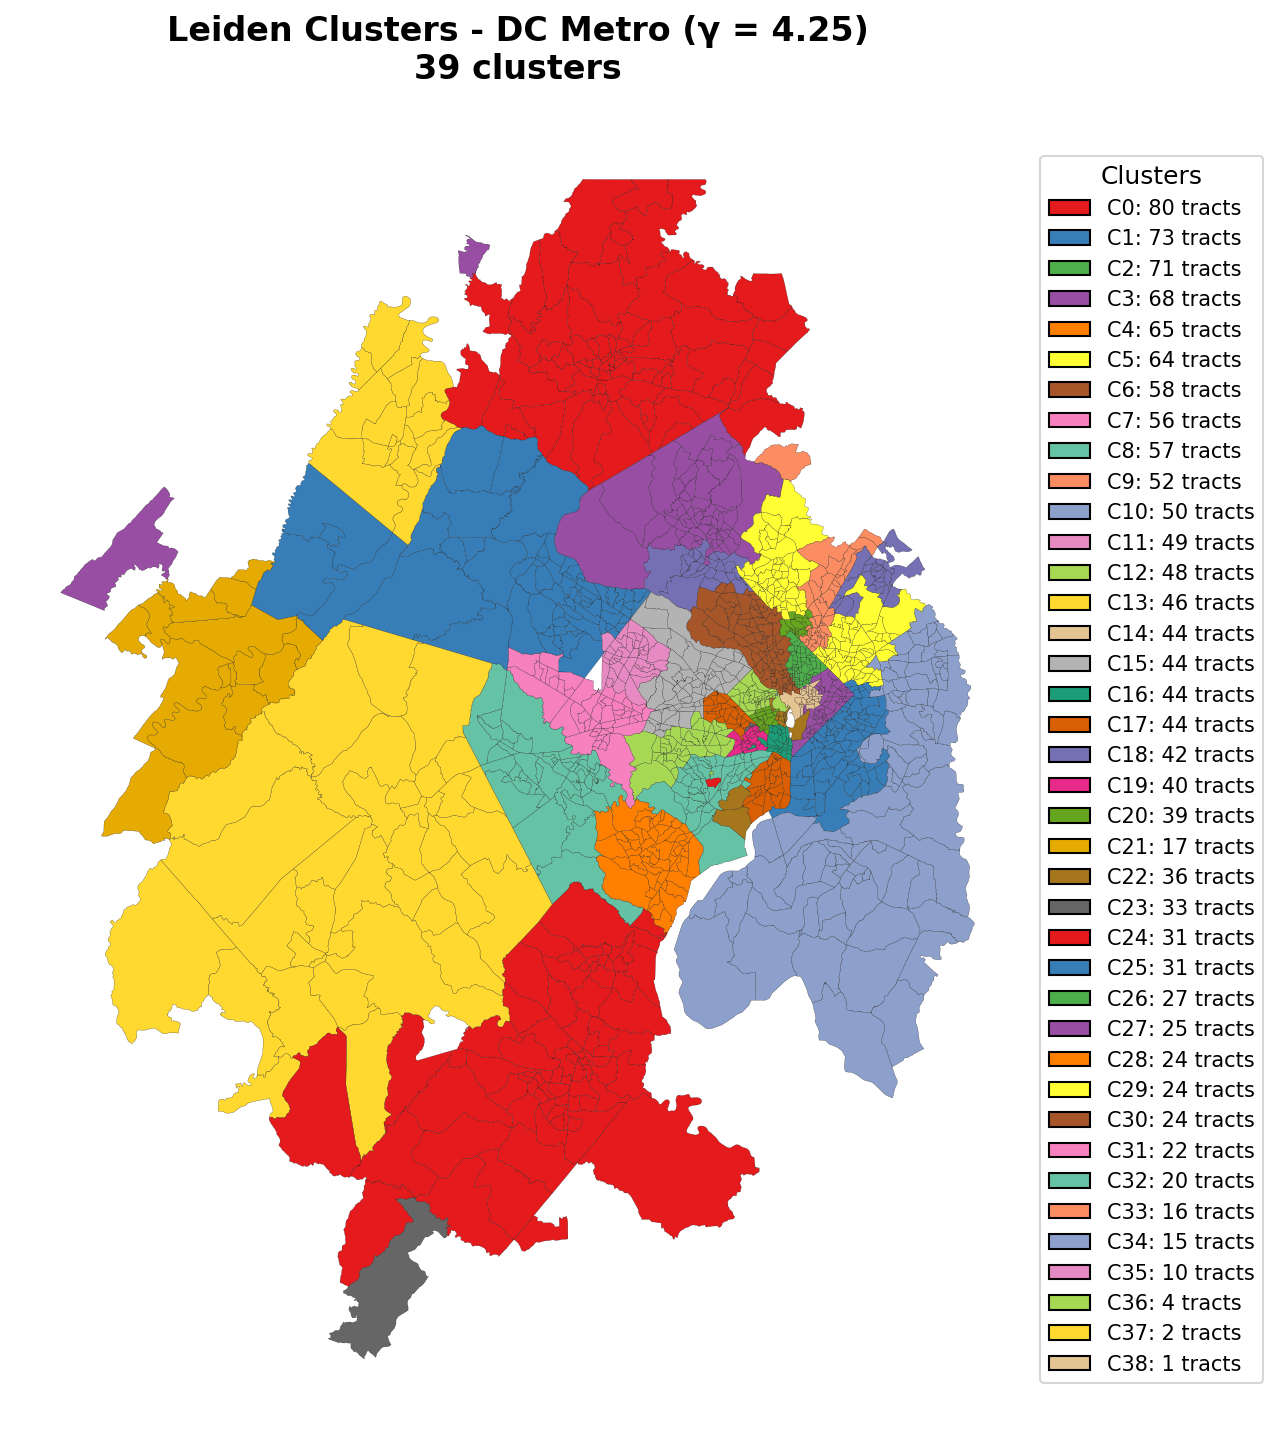 Leiden Clusters - DC Metro (γ = 4.25)
39 clusters
Clusters
C0: 80 tracts
C1: 73 tracts
C2: 71 tracts
C3: 68 tracts
C4: 65 tracts
C5: 64 tracts
C6: 58 tracts
C7: 56 tracts
C8: 57 tracts
C9: 52 tracts
C10: 50 tracts
C11: 49 tracts
C12: 48 tracts
C13: 46 tracts
C14: 44 tracts
C15: 44 tracts
C16: 44 tracts
C17: 44 tracts
C18: 42 tracts
C19: 40 tracts
C20: 39 tracts
C21: 17 tracts
C22: 36 tracts
C23: 33 tracts
C24: 31 tracts
C25: 31 tracts
C26: 27 tracts
C27: 25 tracts
C28: 24 tracts
C29: 24 tracts
C30: 24 tracts
C31: 22 tracts
C32: 20 tracts
C33: 16 tracts
C34: 15 tracts
C35: 10 tracts
C36: 4 tracts
C37: 2 tracts
C38: 1 tracts